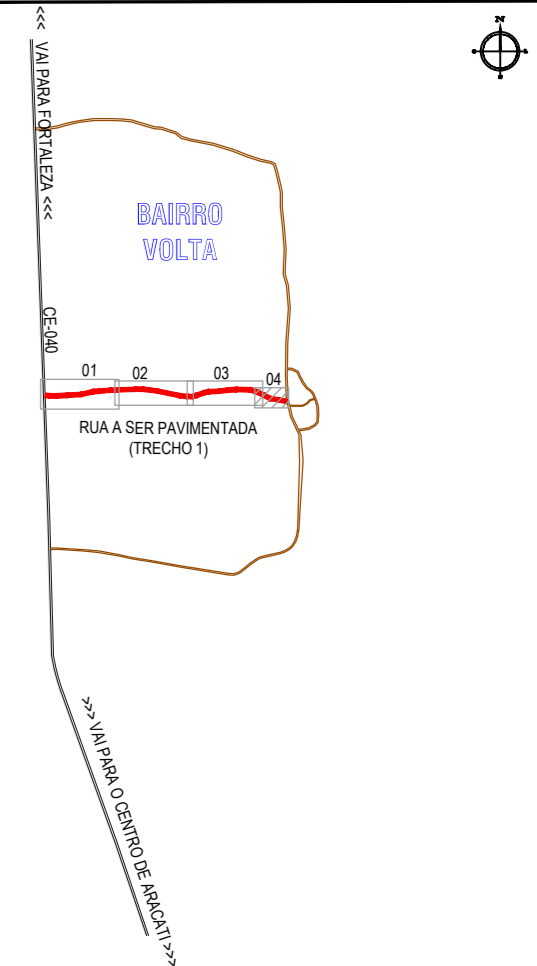 <<< VAI PARA FORTALEZA <<<
N
BAIRRO
VOLTA
CE-040
01
02
03
04
RUA A SER PAVIMENTADA
(TRECHO 1)
>>> VAI PARA O CENTRO DE ARACATI >>>